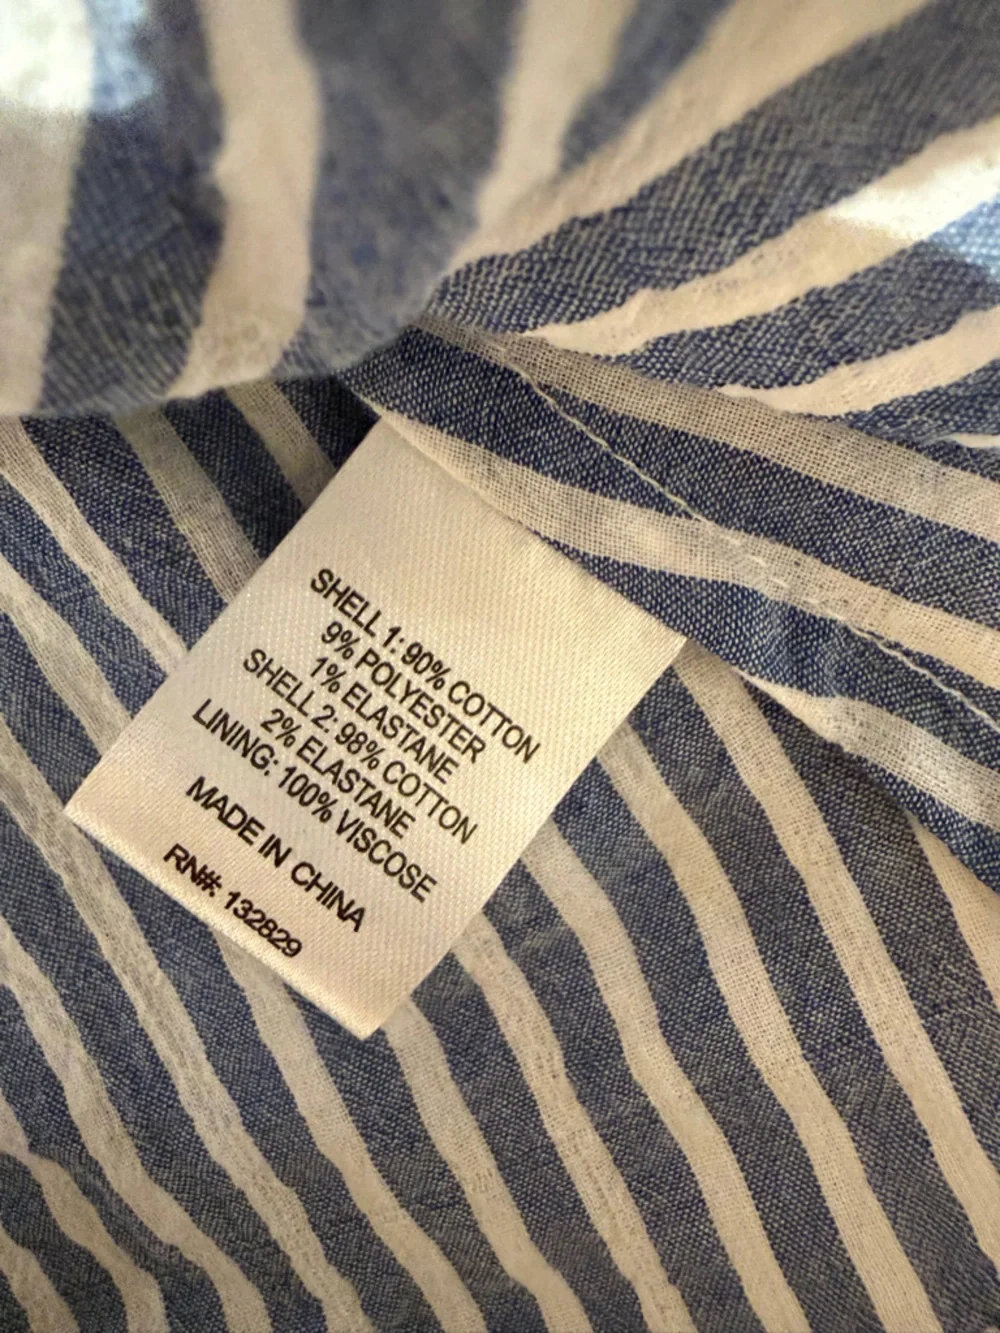 SHELL 1: 90% COTTON
9% POLYESTER
1% ELASTANE
SHELL 2: 98% COTTON
2% ELASTANE
LINING: 100% VISCOSE
MADE IN CHINA
RN#: 132829